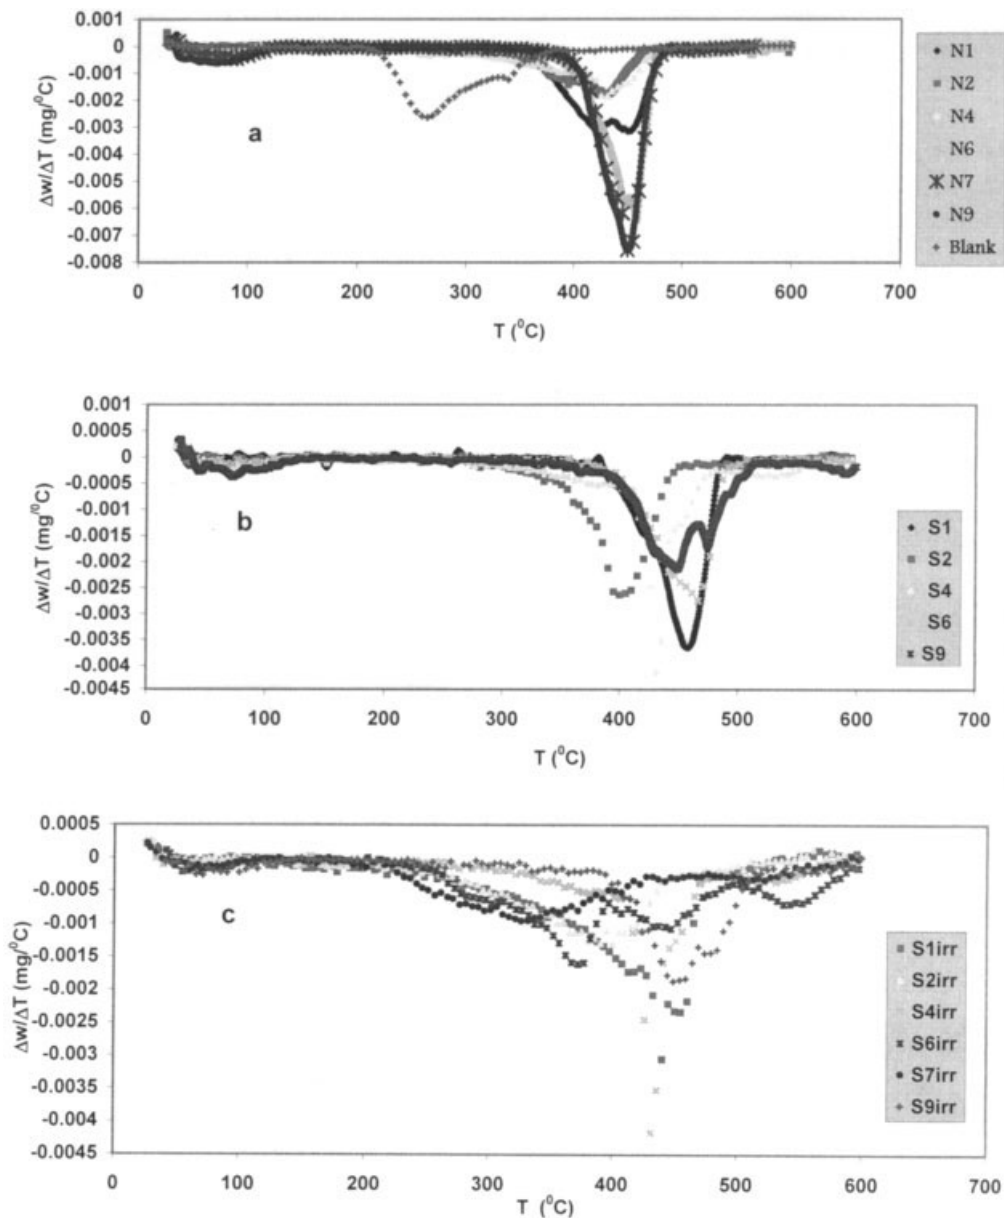 0.001
0
-0.001
-0.002
-0.003
-0.004
-0.005
-0.006
-0.007
-0.008
Δw/ΔT (mg/⁰C)
a
0 100 200 300 400 500 600 700
T (⁰C)
N1
N2
N4
N6
N7
N9
Blank
0.001
0.0005
0
-0.0005
-0.001
-0.0015
-0.002
-0.0025
-0.003
-0.0035
-0.004
-0.0045
Δw/ΔT (mg/⁰C)
b
0 100 200 300 400 500 600 700
T (⁰C)
S1
S2
S4
S6
S9
0.0005
0
-0.0005
-0.001
-0.0015
-0.002
-0.0025
-0.003
-0.0035
-0.004
-0.0045
Δw/ΔT (mg/⁰C)
c
0 100 200 300 400 500 600 700
T (⁰C)
S1irr
S2irr
S4irr
S6irr
S7irr
S9irr